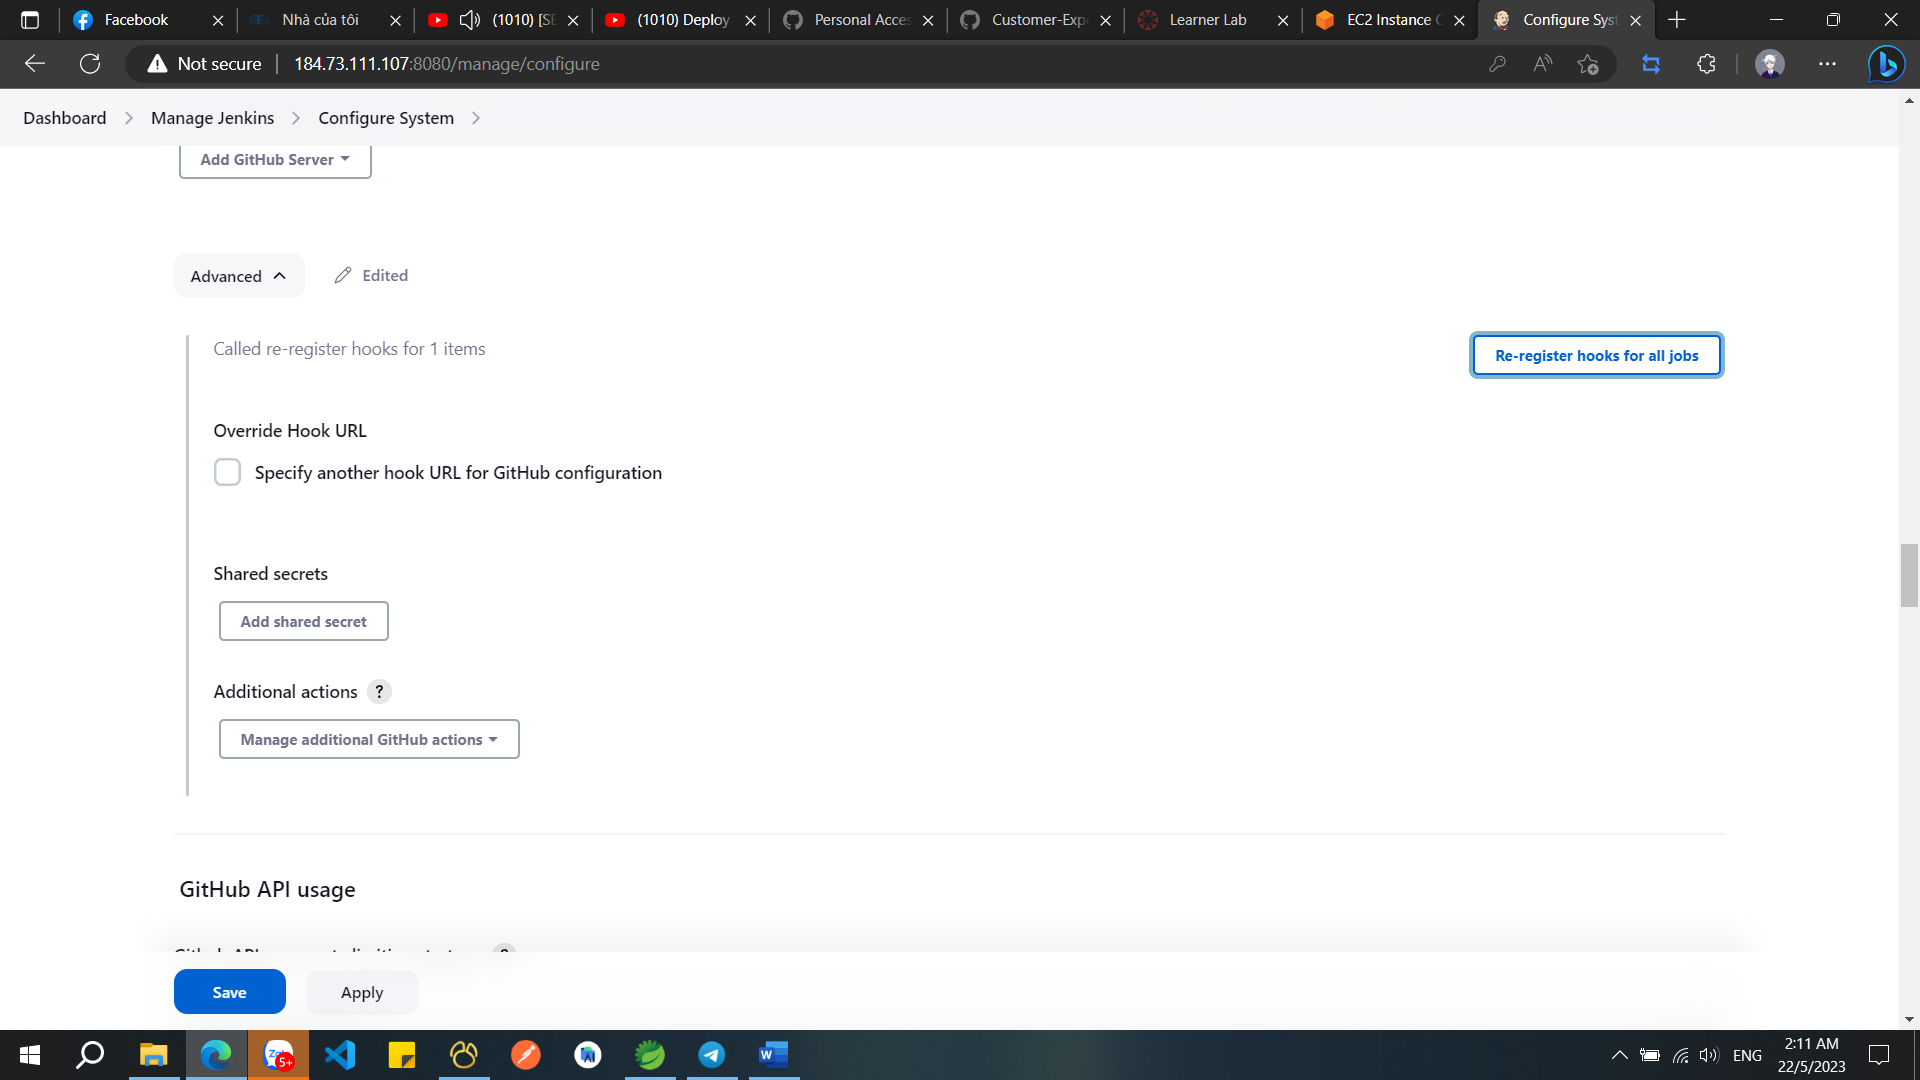 Facebook
Nhà của tôi
(1010) [SE
(1010) Deploy
Personal Acces
Customer-Expe
Learner Lab
EC2 Instance C
Configure Syst
Not secure
184.73.111.107:8080/manage/configure
Dashboard
Manage Jenkins
Configure System
Add GitHub Server
Advanced
Edited
Called re-register hooks for 1 items
Re-register hooks for all jobs
Override Hook URL
Specify another hook URL for GitHub configuration
Shared secrets
Add shared secret
Additional actions ?
Manage additional GitHub actions
GitHub API usage
Save
Apply
5+
ENG
2:11 AM
22/5/2023